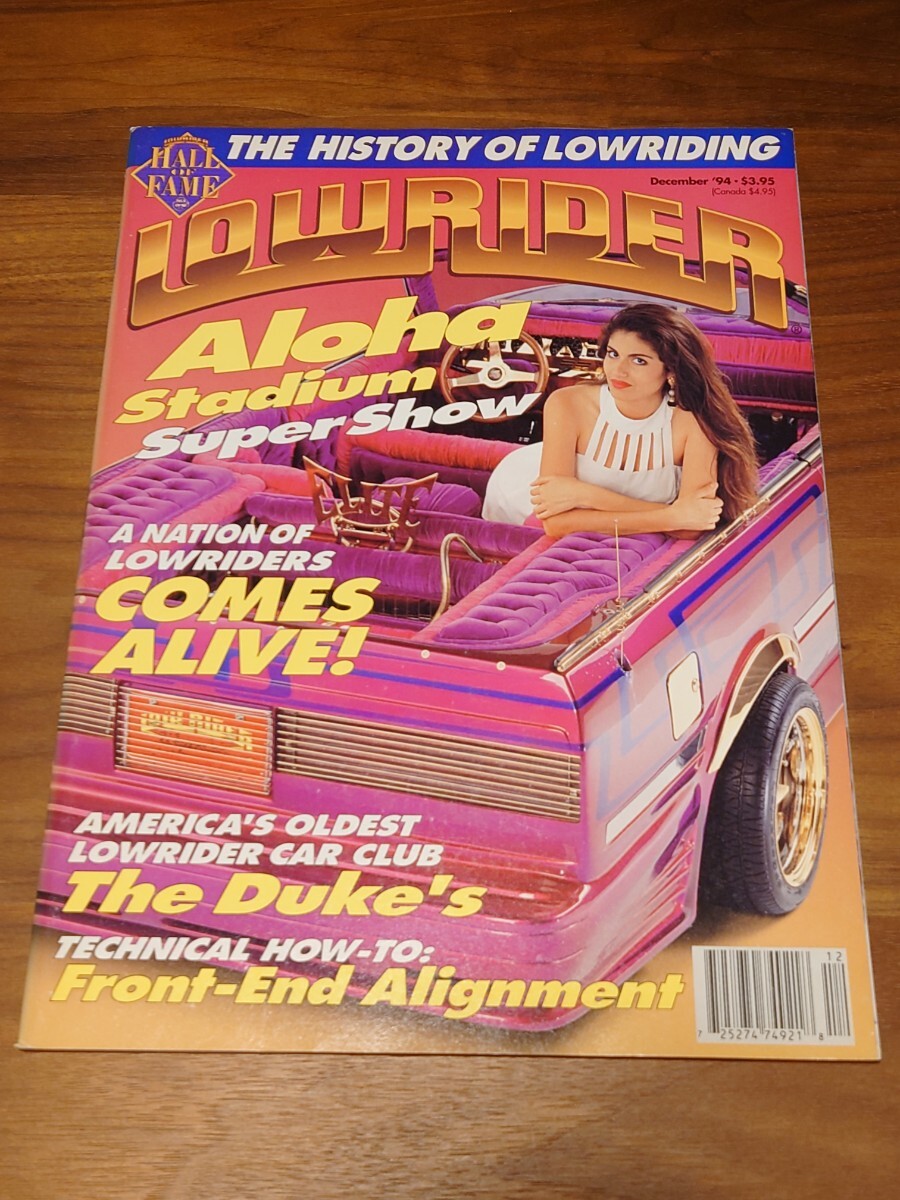 THE HISTORY OF LOWRIDING
HALL
OF
FAME
December '94 • $3.95
(Canada $4.95)
LOWRIDER
Aloha
Stadium
Super Show
ELITE
A NATION OF
LOWRIDERS
COMES
ALIVE!
AMERICA'S OLDEST
LOWRIDER CAR CLUB
The Duke's
TECHNICAL HOW-TO:
Front-End Alignment
12
7 25274 74921 8